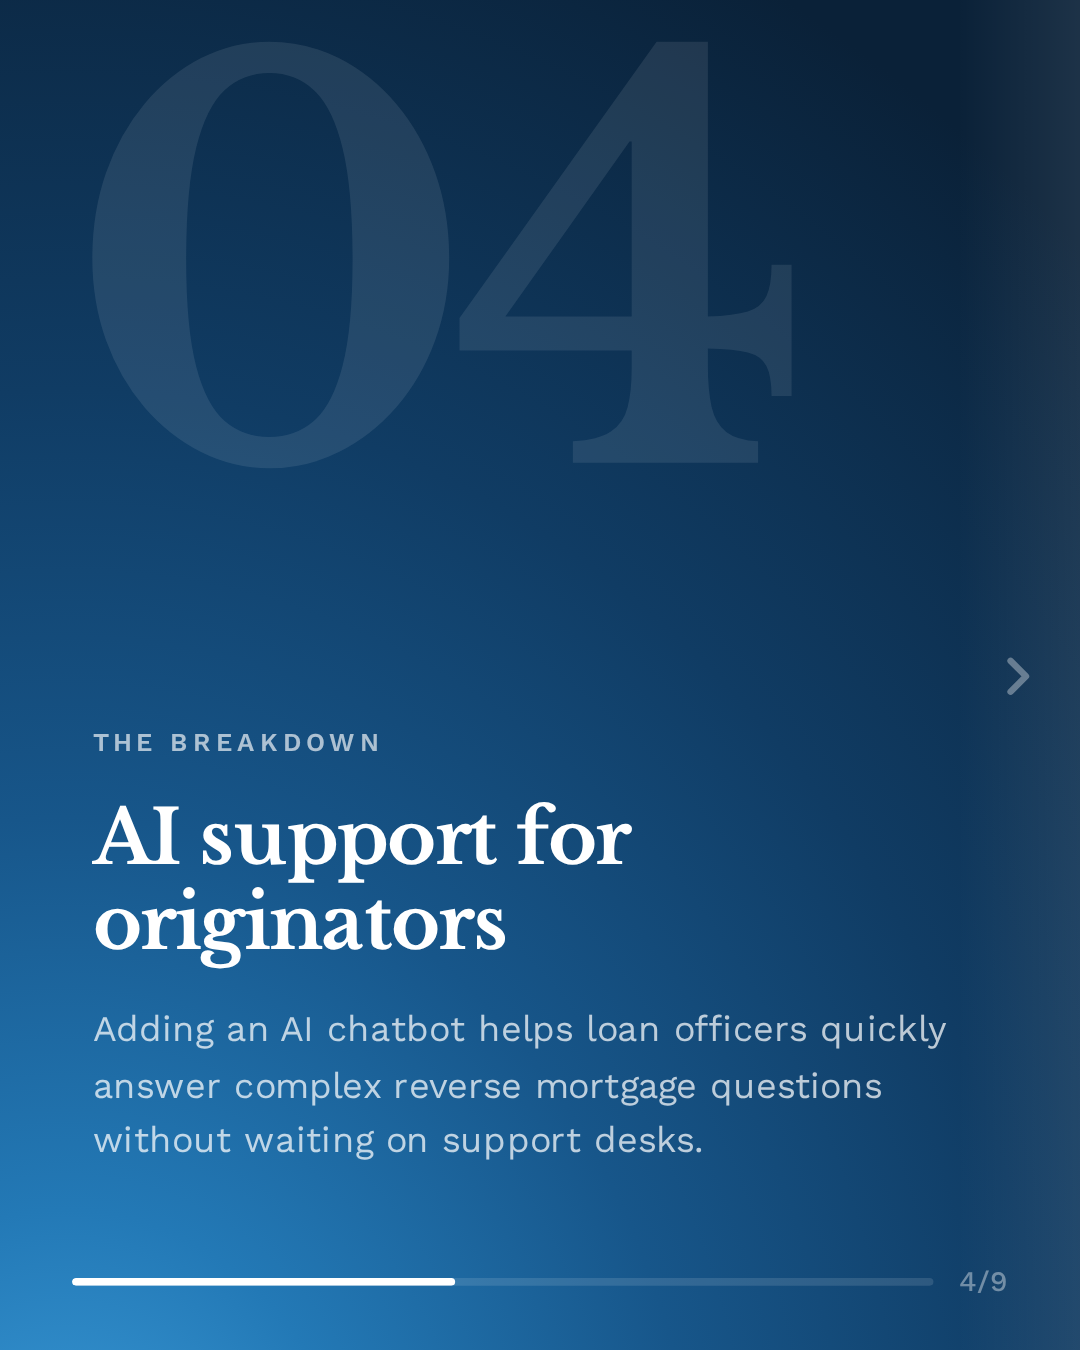 04
THE BREAKDOWN
AI support for
originators
Adding an AI chatbot helps loan officers quickly
answer complex reverse mortgage questions
without waiting on support desks.
4/9